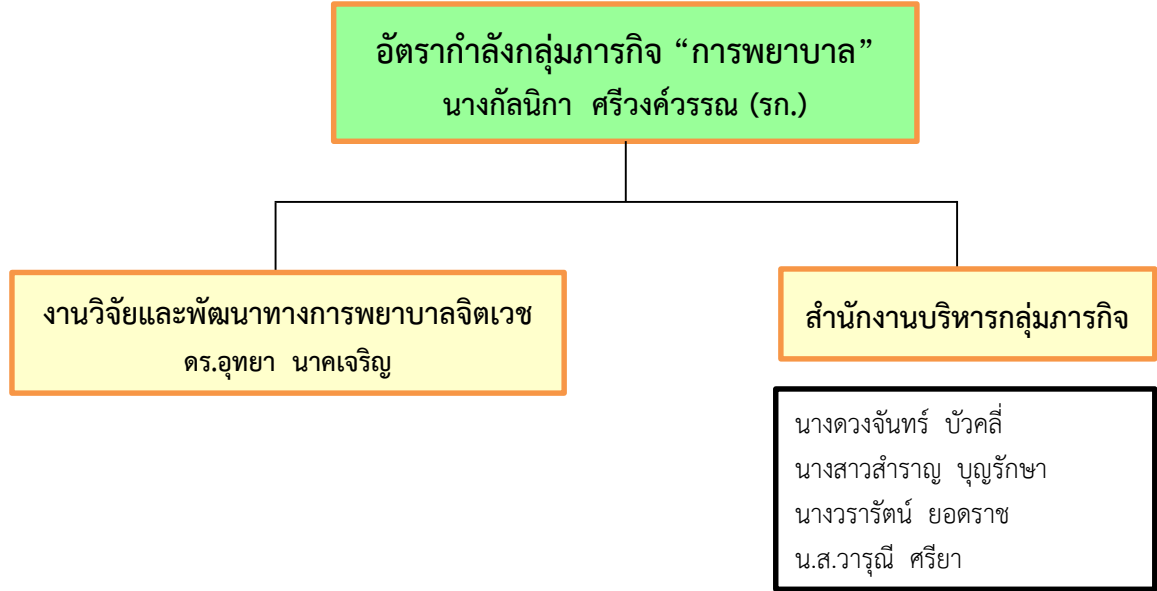 อัตรากำลังกลุ่มภารกิจ “การพยาบาล”
นางกัลนิกา ศรีวงค์วรรณ (รก.)
งานวิจัยและพัฒนาทางการพยาบาลจิตเวช
ดร.อุทยา นาคเจริญ
สำนักงานบริหารกลุ่มภารกิจ
นางดวงจันทร์ บัวคลี่
นางสาวสำราญ บุญรักษา
นางวรารัตน์ ยอดราช
น.ส.วารุณี ศรียา